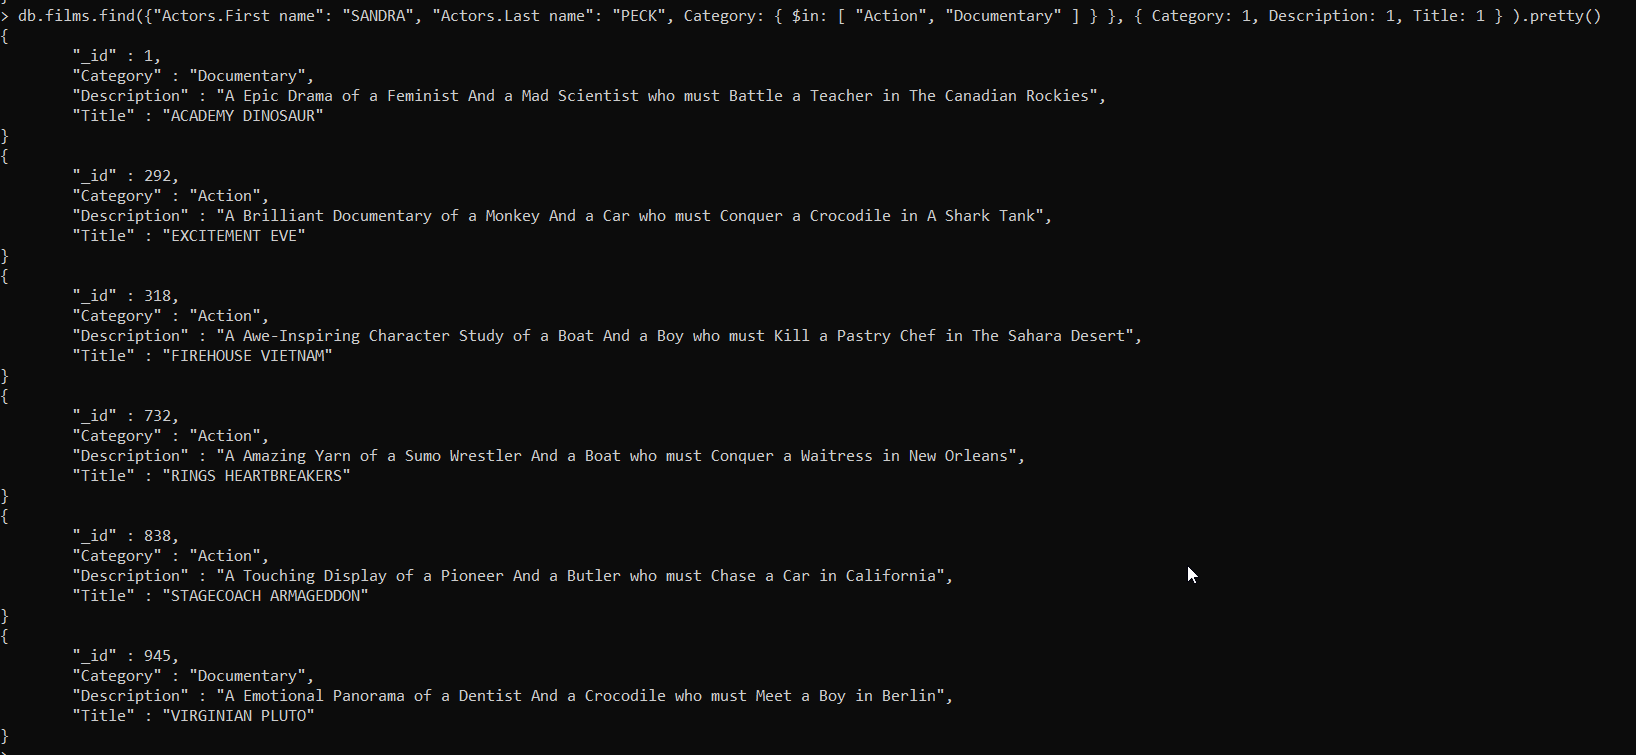 > db.films.find({"Actors.First name": "SANDRA", "Actors.Last name": "PECK", Category: { $in: [ "Action", "Documentary" ] } }, { Category: 1, Description: 1, Title: 1 } ).pretty()
{
        "_id" : 1,
        "Category" : "Documentary",
        "Description" : "A Epic Drama of a Feminist And a Mad Scientist who must Battle a Teacher in The Canadian Rockies",
        "Title" : "ACADEMY DINOSAUR"
}
{
        "_id" : 292,
        "Category" : "Action",
        "Description" : "A Brilliant Documentary of a Monkey And a Car who must Conquer a Crocodile in A Shark Tank",
        "Title" : "EXCITEMENT EVE"
}
{
        "_id" : 318,
        "Category" : "Action",
        "Description" : "A Awe-Inspiring Character Study of a Boat And a Boy who must Kill a Pastry Chef in The Sahara Desert",
        "Title" : "FIREHOUSE VIETNAM"
}
{
        "_id" : 732,
        "Category" : "Action",
        "Description" : "A Amazing Yarn of a Sumo Wrestler And a Boat who must Conquer a Waitress in New Orleans",
        "Title" : "RINGS HEARTBREAKERS"
}
{
        "_id" : 838,
        "Category" : "Action",
        "Description" : "A Touching Display of a Pioneer And a Butler who must Chase a Car in California",
        "Title" : "STAGECOACH ARMAGEDDON"
}
{
        "_id" : 945,
        "Category" : "Documentary",
        "Description" : "A Emotional Panorama of a Dentist And a Crocodile who must Meet a Boy in Berlin",
        "Title" : "VIRGINIAN PLUTO"
}